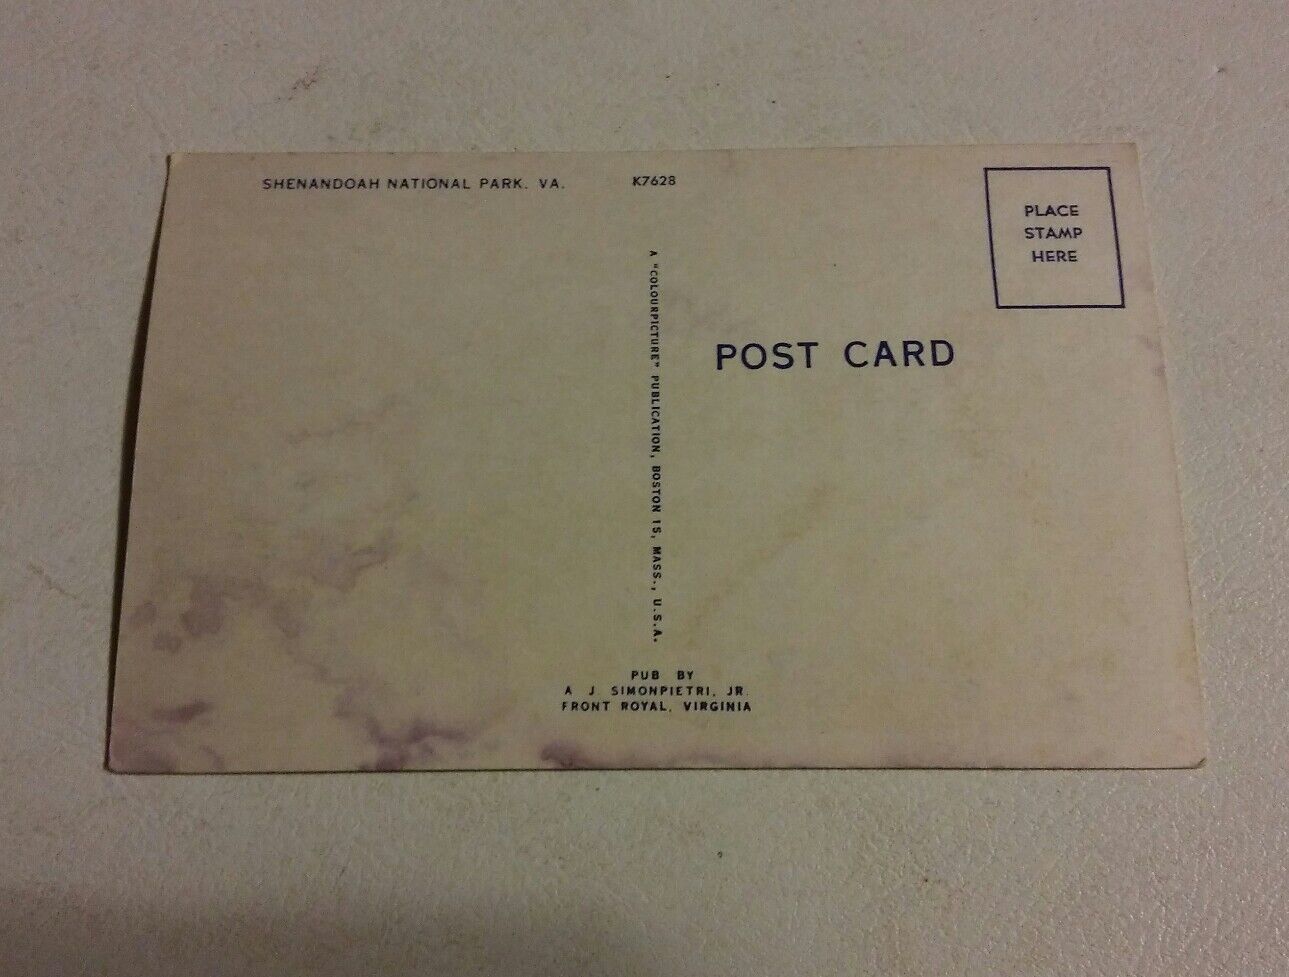 SHENANDOAH NATIONAL PARK, VA. K7628
PLACE
STAMP
HERE
A "COLOURPICTURE" PUBLICATION, BOSTON 15, MASS., U.S.A.
POST CARD
PUB BY
A J SIMONPIETRI, JR.
FRONT ROYAL, VIRGINIA